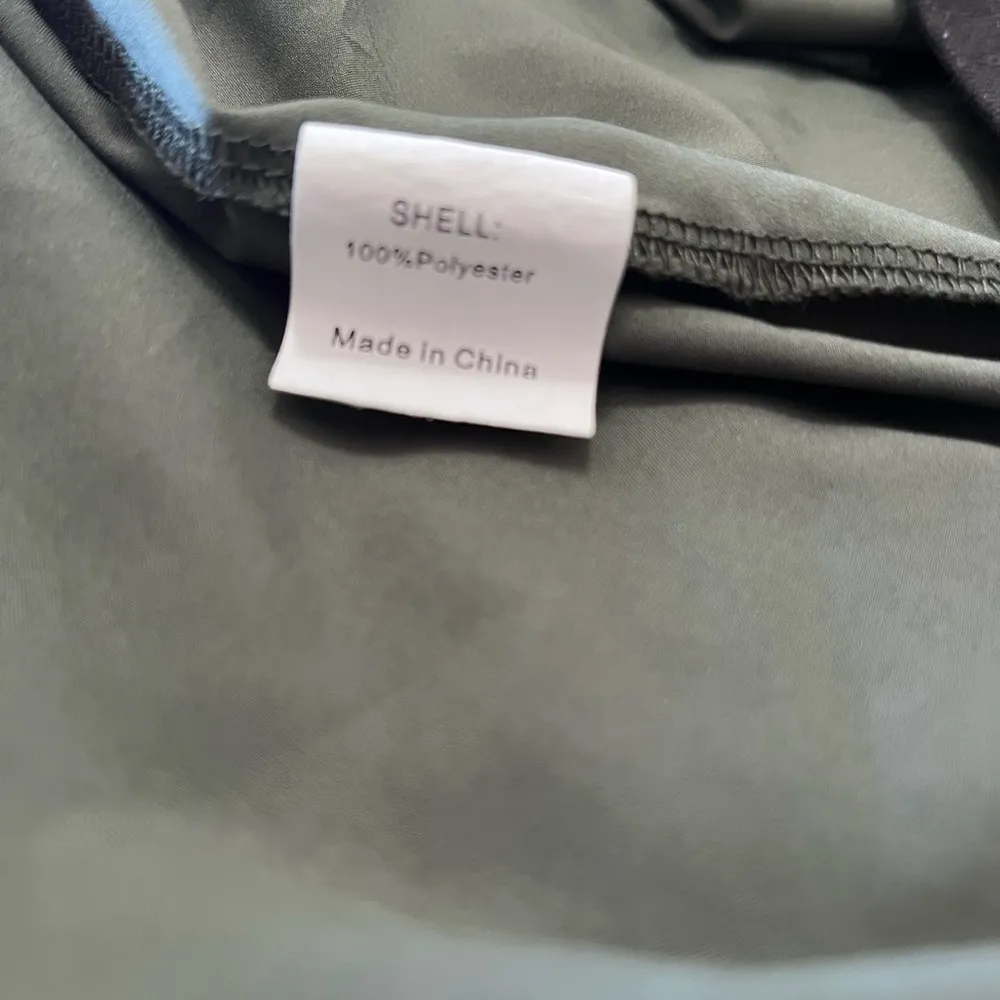 SHELL:
100%Polyester
Made in China